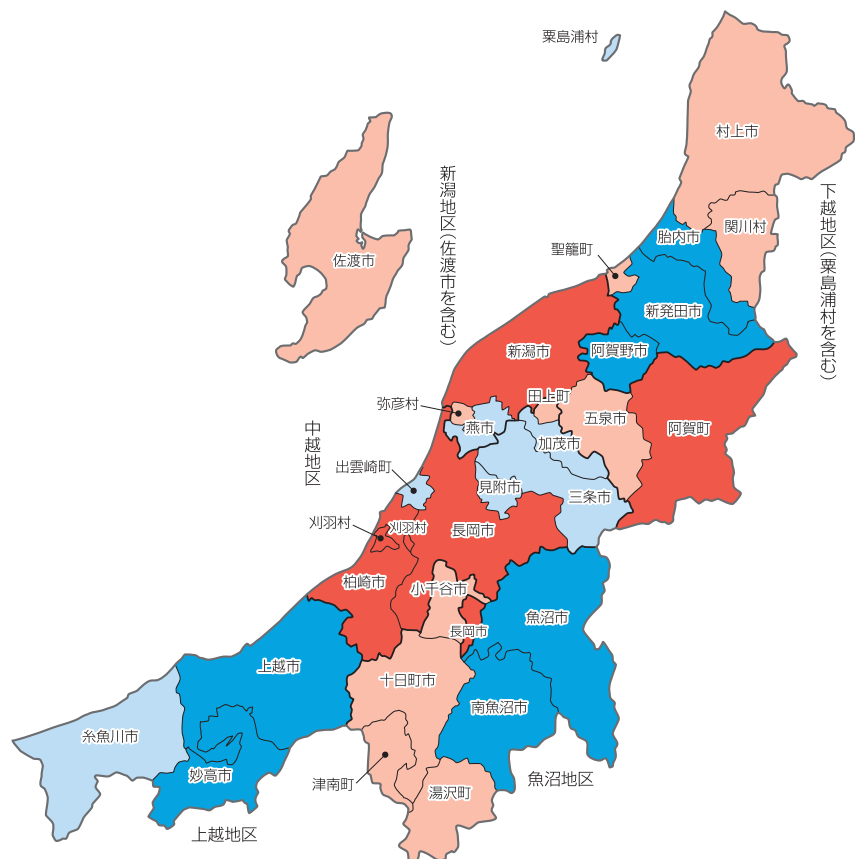 粟島浦村
村上市
下越地区(粟島浦村を含む)
新潟地区(佐渡市を含む)
関川村
胎内市
聖籠町
佐渡市
新発田市
新潟市
阿賀野市
田上町
弥彦村
五泉市
燕市
阿賀町
中越地区
加茂市
出雲崎町
見附市
三条市
刈羽村
刈羽村
長岡市
柏崎市
小千谷市
魚沼市
長岡市
上越市
十日町市
南魚沼市
糸魚川市
妙高市
津南町
魚沼地区
湯沢町
上越地区